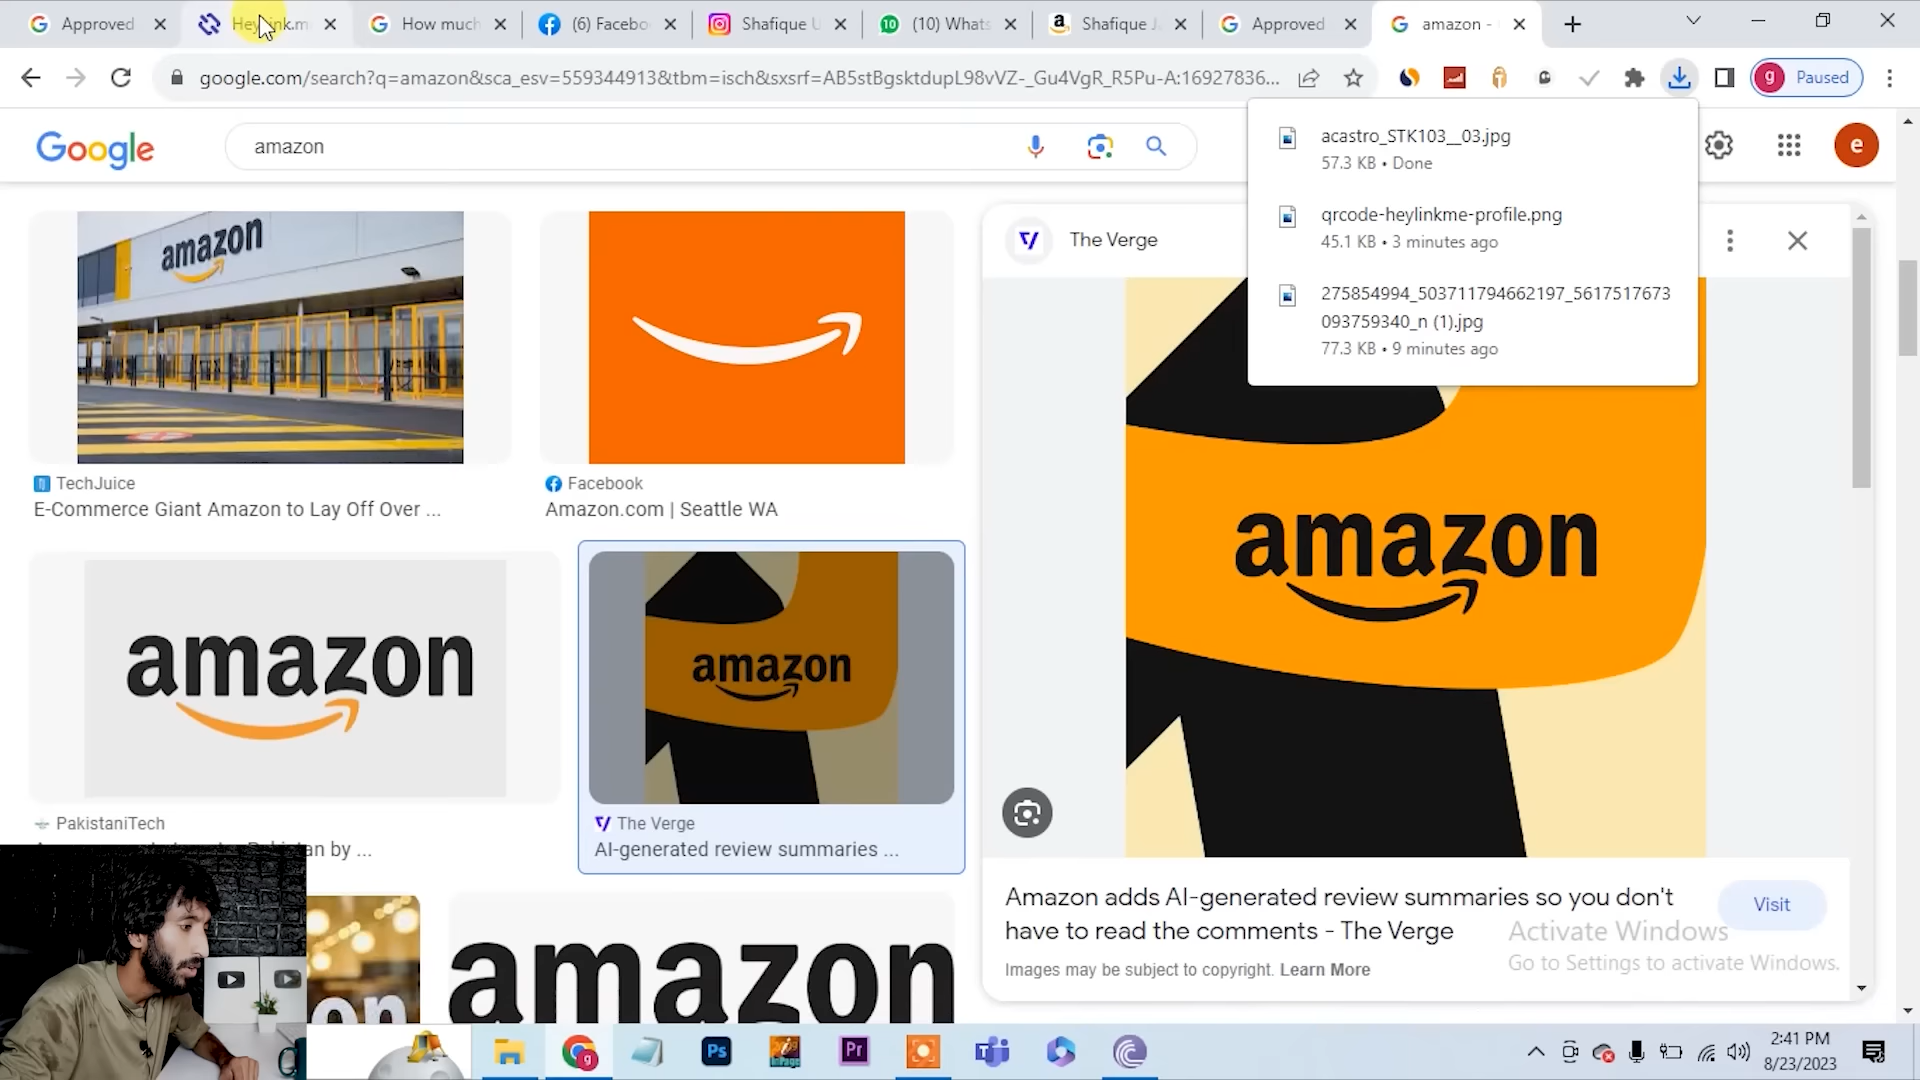 Approved
Heylink.m
How much
(6) Facebo
Shafique U
(10) Whats
Shafique J
Approved
amazon -
google.com/search?q=amazon&sca_esv=559344913&tbm=isch&sxsrf=AB5stBgsktdupL98vVZ-_Gu4VgR_R5Pu-A:16927836...
g
Paused
Google
amazon
e
acastro_STK103__03.jpg
57.3 KB • Done
qrcode-heylinkme-profile.png
45.1 KB • 3 minutes ago
275854994_503711794662197_5617517673
093759340_n (1).jpg
77.3 KB • 9 minutes ago
The Verge
amazon
TechJuice
E-Commerce Giant Amazon to Lay Off Over ...
Facebook
Amazon.com | Seattle WA
amazon
amazon
amazon
PakistaniTech
an by ...
The Verge
AI-generated review summaries ...
amazon
Amazon adds AI-generated review summaries so you don't
have to read the comments - The Verge
Visit
Images may be subject to copyright. Learn More
Activate Windows
Go to Settings to activate Windows.
Ps
Pr
2:41 PM
8/23/2023